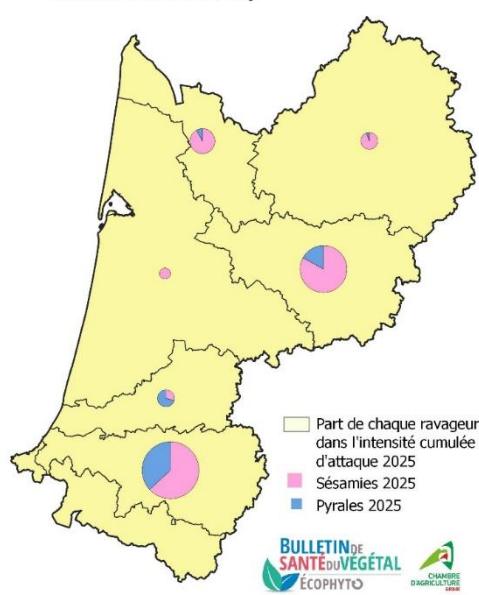 Part de chaque ravageur
dans l'intensité cumulée
d'attaque 2025
Sésamies 2025
Pyrales 2025
BULLETIN DE
SANTÉ DU VÉGÉTAL
ÉCOPHYTO
CHAMBRE
D'AGRICULTURE